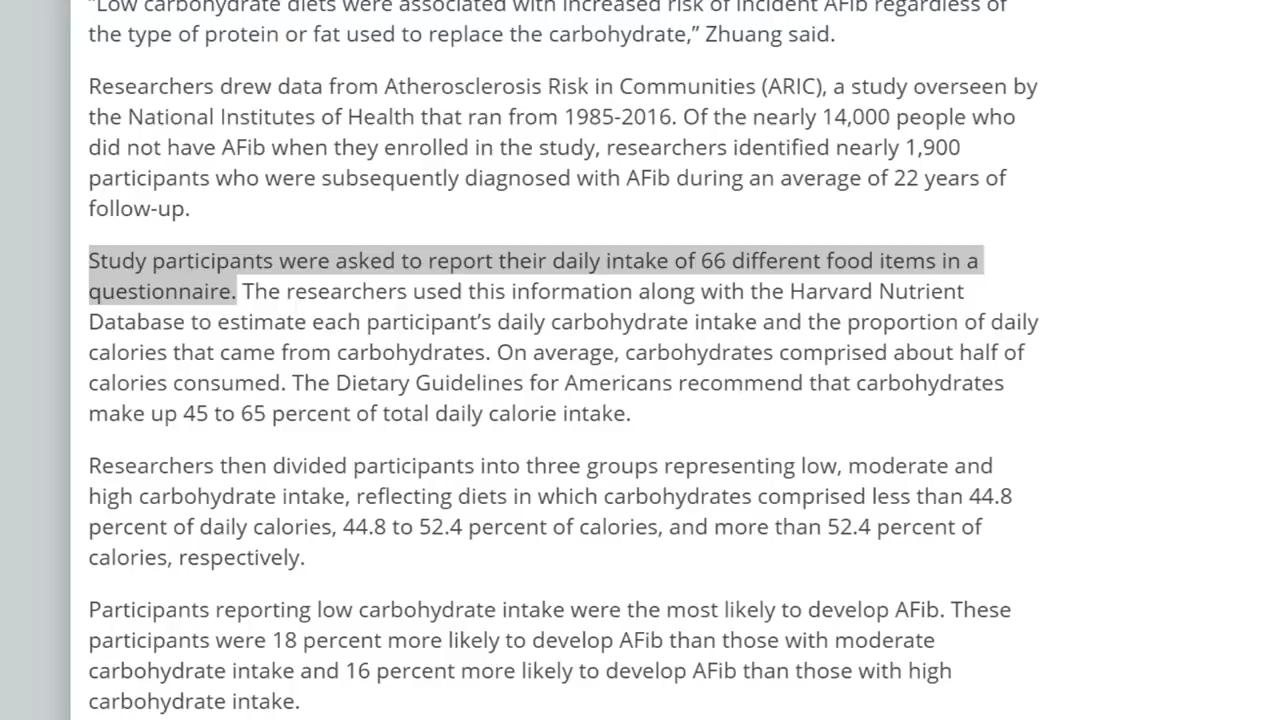 “Low carbohydrate diets were associated with increased risk of incident AFib regardless of
the type of protein or fat used to replace the carbohydrate,” Zhuang said.
Researchers drew data from Atherosclerosis Risk in Communities (ARIC), a study overseen by
the National Institutes of Health that ran from 1985-2016. Of the nearly 14,000 people who
did not have AFib when they enrolled in the study, researchers identified nearly 1,900
participants who were subsequently diagnosed with AFib during an average of 22 years of
follow-up.
Study participants were asked to report their daily intake of 66 different food items in a
questionnaire. The researchers used this information along with the Harvard Nutrient
Database to estimate each participant’s daily carbohydrate intake and the proportion of daily
calories that came from carbohydrates. On average, carbohydrates comprised about half of
calories consumed. The Dietary Guidelines for Americans recommend that carbohydrates
make up 45 to 65 percent of total daily calorie intake.
Researchers then divided participants into three groups representing low, moderate and
high carbohydrate intake, reflecting diets in which carbohydrates comprised less than 44.8
percent of daily calories, 44.8 to 52.4 percent of calories, and more than 52.4 percent of
calories, respectively.
Participants reporting low carbohydrate intake were the most likely to develop AFib. These
participants were 18 percent more likely to develop AFib than those with moderate
carbohydrate intake and 16 percent more likely to develop AFib than those with high
carbohydrate intake.